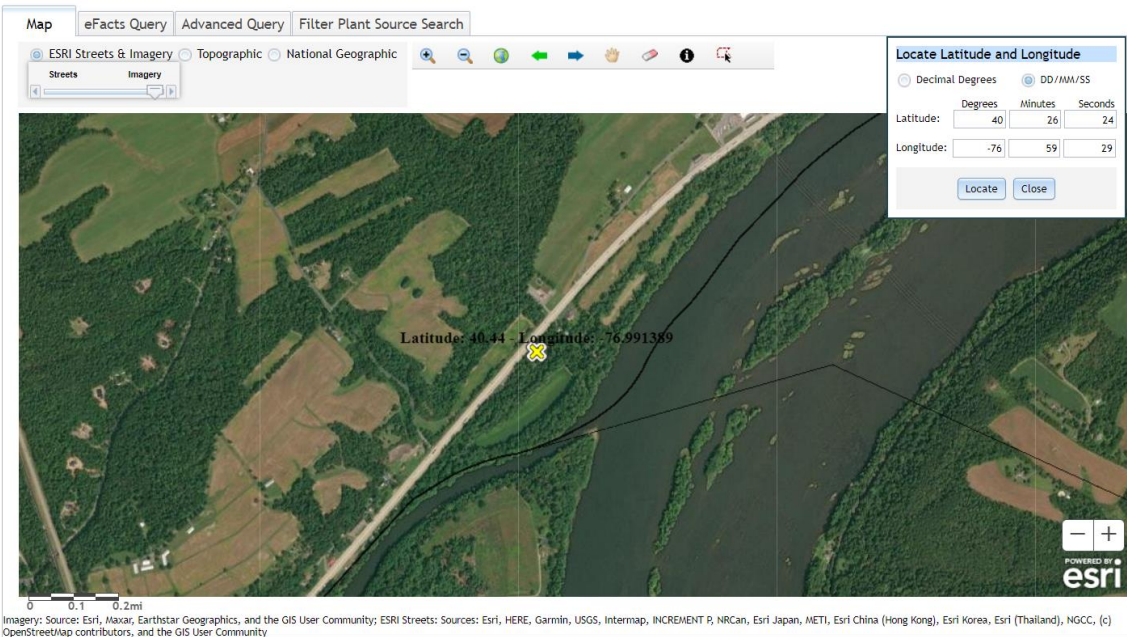 Map eFacts Query Advanced Query Filter Plant Source Search
ESRI Streets & Imagery Topographic National Geographic
Streets Imagery
Locate Latitude and Longitude
Decimal Degrees DD/MM/SS
Degrees Minutes Seconds
Latitude: 40 26 24
Longitude: -76 59 29
Locate Close
Latitude: 40.44 - Longitude: -76.991389
POWERED BY
esri
0 0.1 0.2mi
Imagery: Source: Esri, Maxar, Earthstar Geographics, and the GIS User Community; ESRI Streets: Sources: Esri, HERE, Garmin, USGS, Intermap, INCREMENT P, NRCan, Esri Japan, METI, Esri China (Hong Kong), Esri Korea, Esri (Thailand), NGCC, (c)
OpenStreetMap contributors, and the GIS User Community